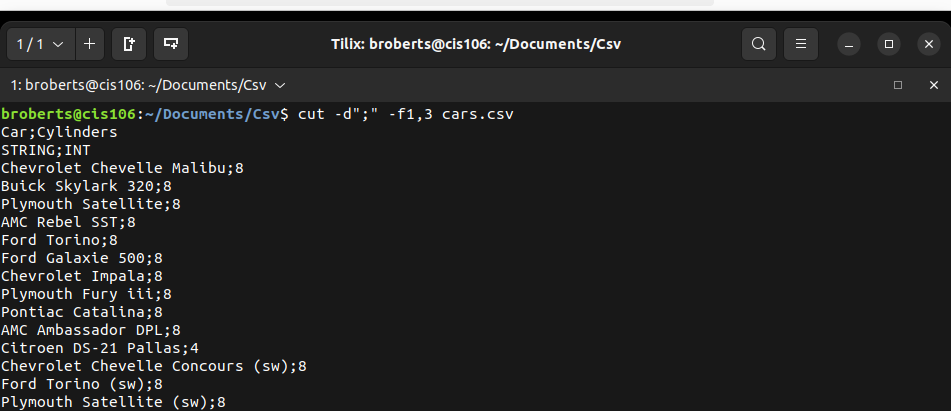 1 / 1
Tilix: broberts@cis106: ~/Documents/Csv
1: broberts@cis106: ~/Documents/Csv
broberts@cis106:~/Documents/Csv$ cut -d";" -f1,3 cars.csv
Car;Cylinders
STRING;INT
Chevrolet Chevelle Malibu;8
Buick Skylark 320;8
Plymouth Satellite;8
AMC Rebel SST;8
Ford Torino;8
Ford Galaxie 500;8
Chevrolet Impala;8
Plymouth Fury iii;8
Pontiac Catalina;8
AMC Ambassador DPL;8
Citroen DS-21 Pallas;4
Chevrolet Chevelle Concours (sw);8
Ford Torino (sw);8
Plymouth Satellite (sw);8